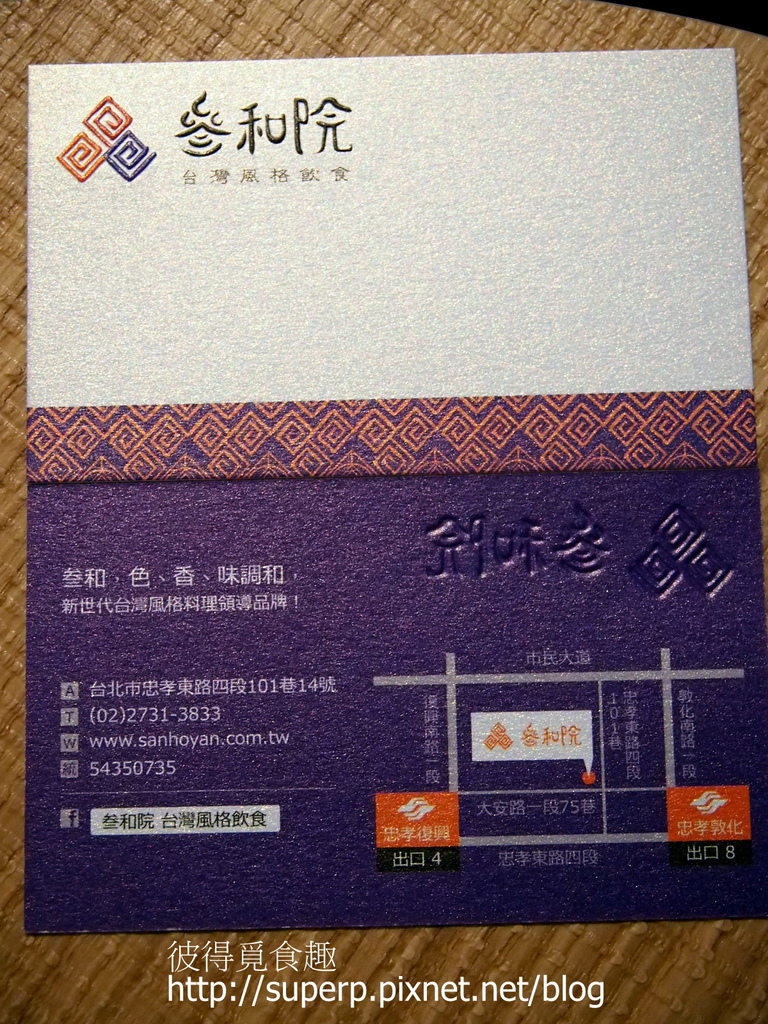 叄和院
台灣風格飲食
叁和，色、香、味調和，
新世代台灣風格料理領導品牌！
A 台北市忠孝東路四段101巷14號
T (02)2731-3833
W www.sanhoyan.com.tw
統 54350735
f 叁和院 台灣風格飲食
市民大道
復興南路一段
忠孝東路四段
101巷
敦化南路一段
叄和院
大安路一段75巷
忠孝復興
出口 4
忠孝敦化
出口 8
忠孝東路四段
彼得覓食趣
http://superp.pixnet.net/blog